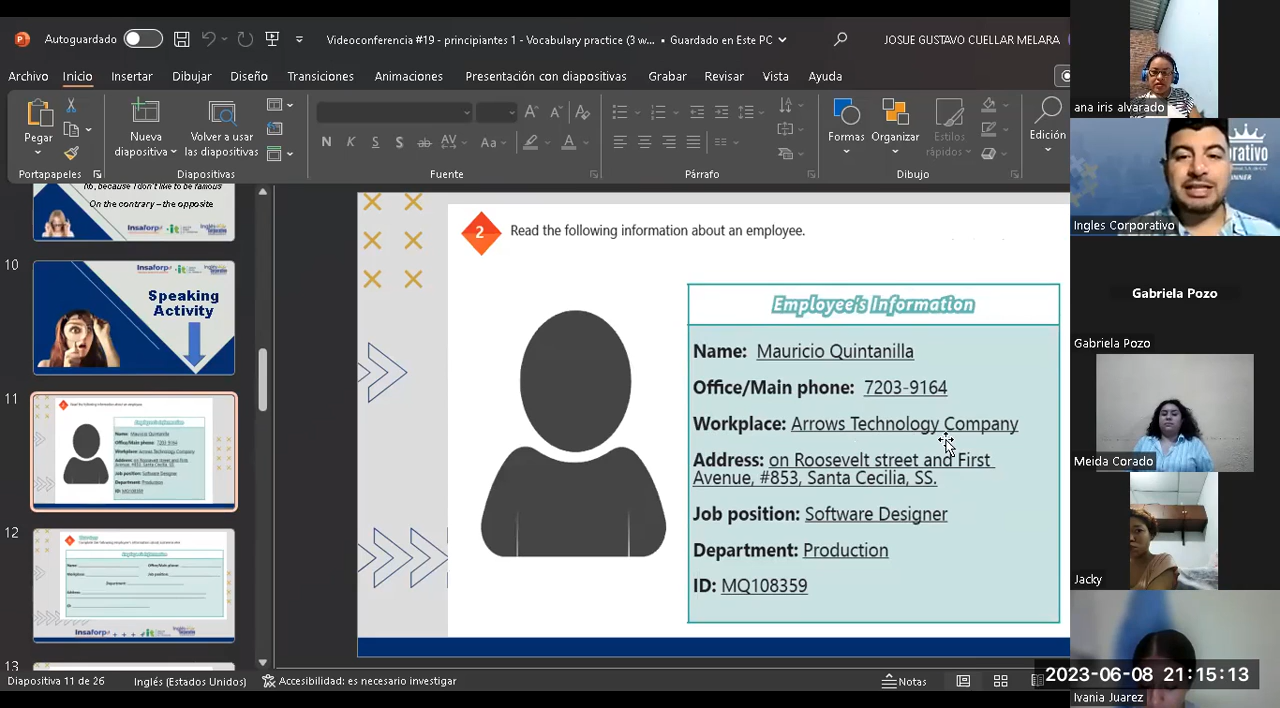 Autoguardado
Videoconferencia #19 - principiantes 1 - Vocabulary practice (3 w... • Guardado en Este PC
JOSUE GUSTAVO CUELLAR MELARA
Archivo Inicio Insertar Dibujar Diseño Transiciones Animaciones Presentación con diapositivas Grabar Revisar Vista Ayuda
Pegar
Nueva diapositiva
Volver a usar las diapositivas
Formas
Organizar
Estilos rápidos
Edición
N K S S ab AV Aa A
Portapapeles
Diapositivas
Fuente
Párrafo
Dibujo
No, because I don't like to be famous
On the contrary - the opposite
Insaforp
10
Insaforp
Speaking
Activity
11
12
Insaforp
13
2
Read the following information about an employee.
Employee's Information
Name: Mauricio Quintanilla
Office/Main phone: 7203-9164
Workplace: Arrows Technology Company
Address: on Roosevelt street and First
Avenue, #853, Santa Cecilia, SS.
Job position: Software Designer
Department: Production
ID: MQ108359
Diapositiva 11 de 26
Inglés (Estados Unidos)
Accesibilidad: es necesario investigar
Notas
ana iris alvarado
Ingles Corporativo
Gabriela Pozo
Gabriela Pozo
Meida Corado
Jacky
2023-06-08 21:15:13
Ivania Juarez